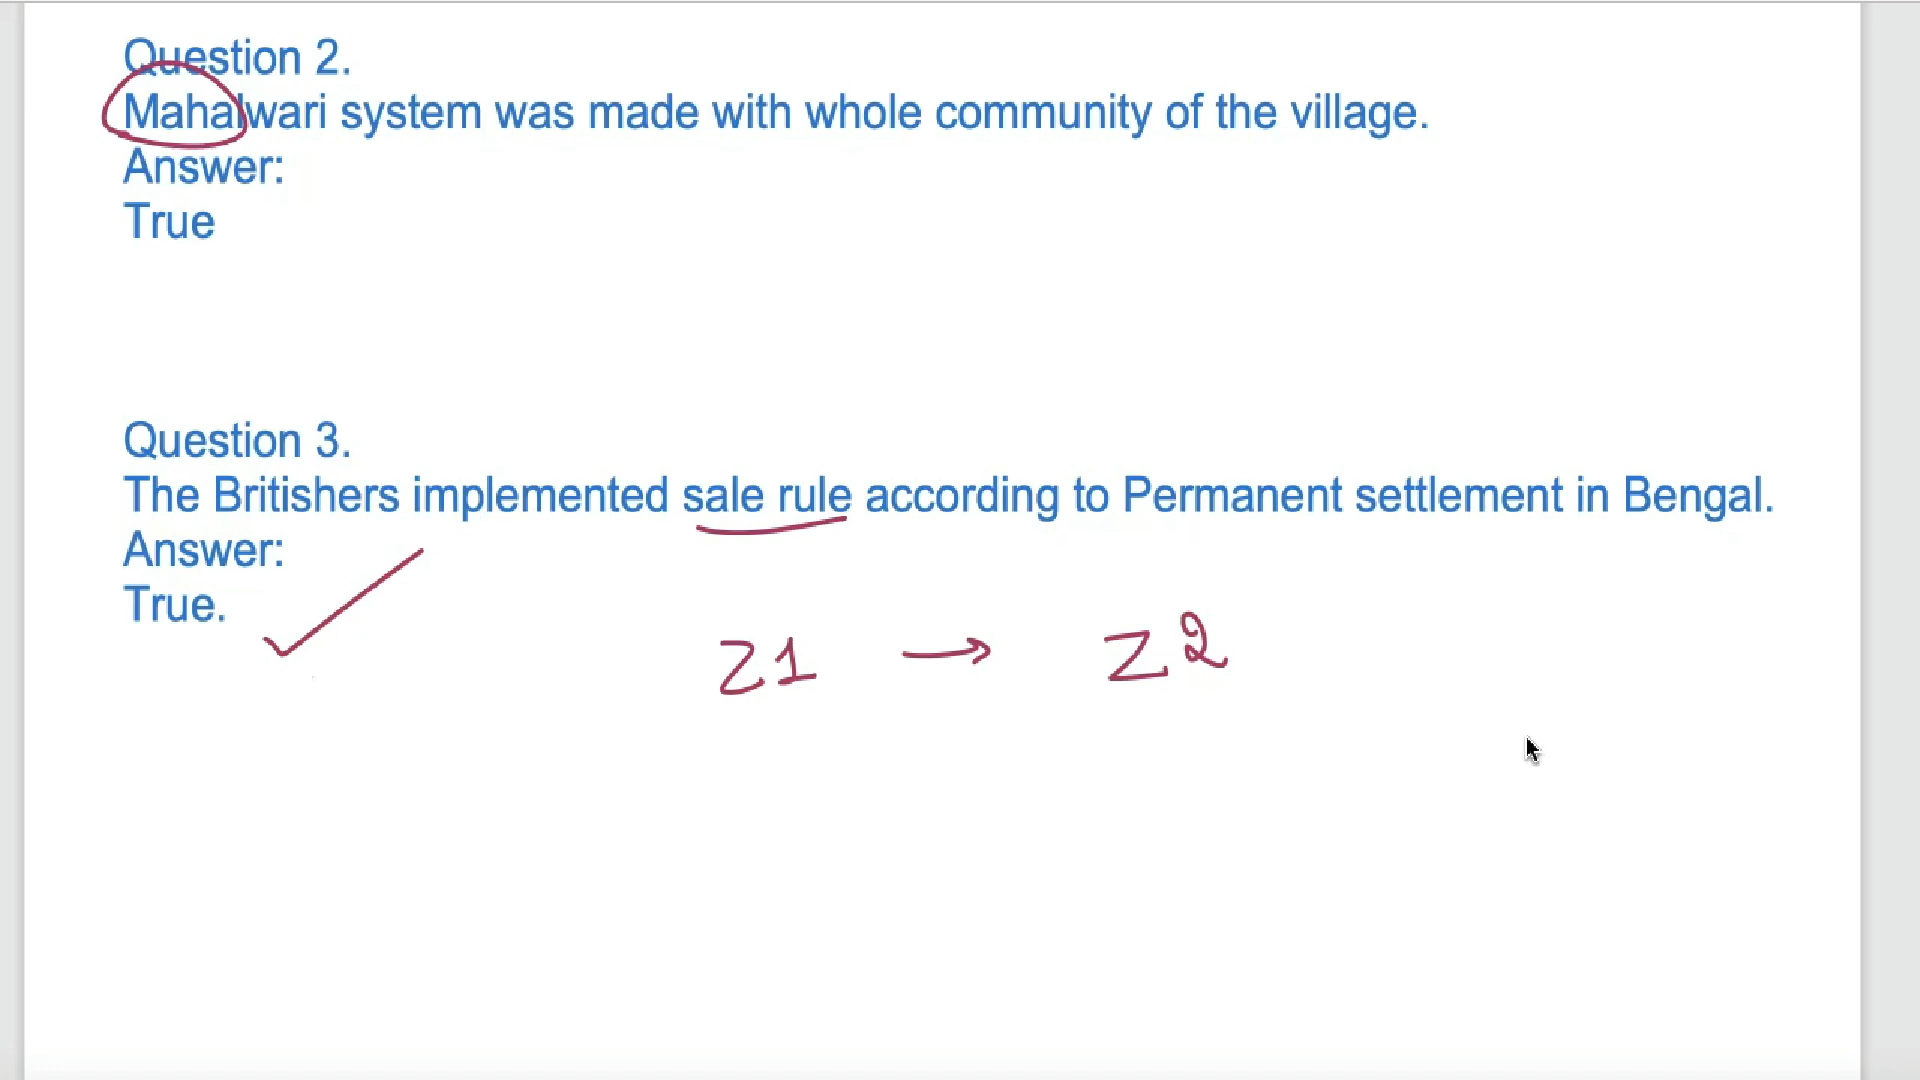 Question 2.
Mahalwari system was made with whole community of the village.
Answer:
True
Question 3.
The Britishers implemented sale rule according to Permanent settlement in Bengal.
Answer:
True.
Z1 → Z2